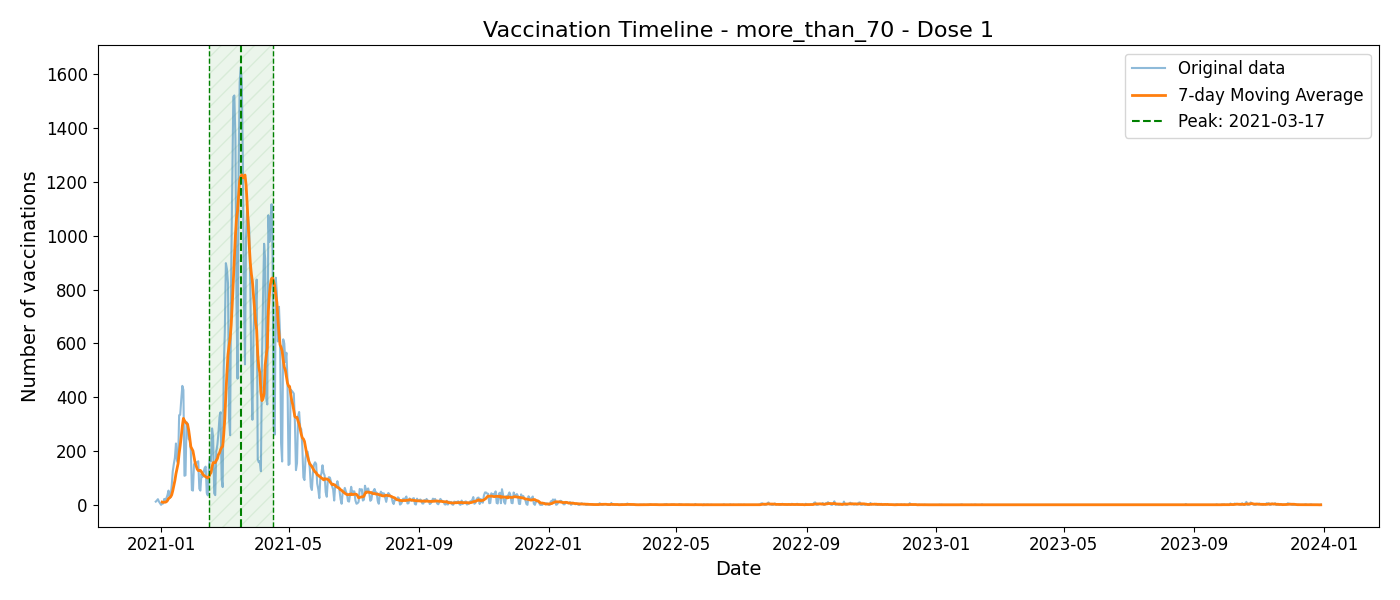 Vaccination Timeline - more_than_70 - Dose 1
Number of vaccinations
1600
1400
1200
1000
800
600
400
200
0
Original data
7-day Moving Average
Peak: 2021-03-17
2021-01 2021-05 2021-09 2022-01 2022-05 2022-09 2023-01 2023-05 2023-09 2024-01
Date